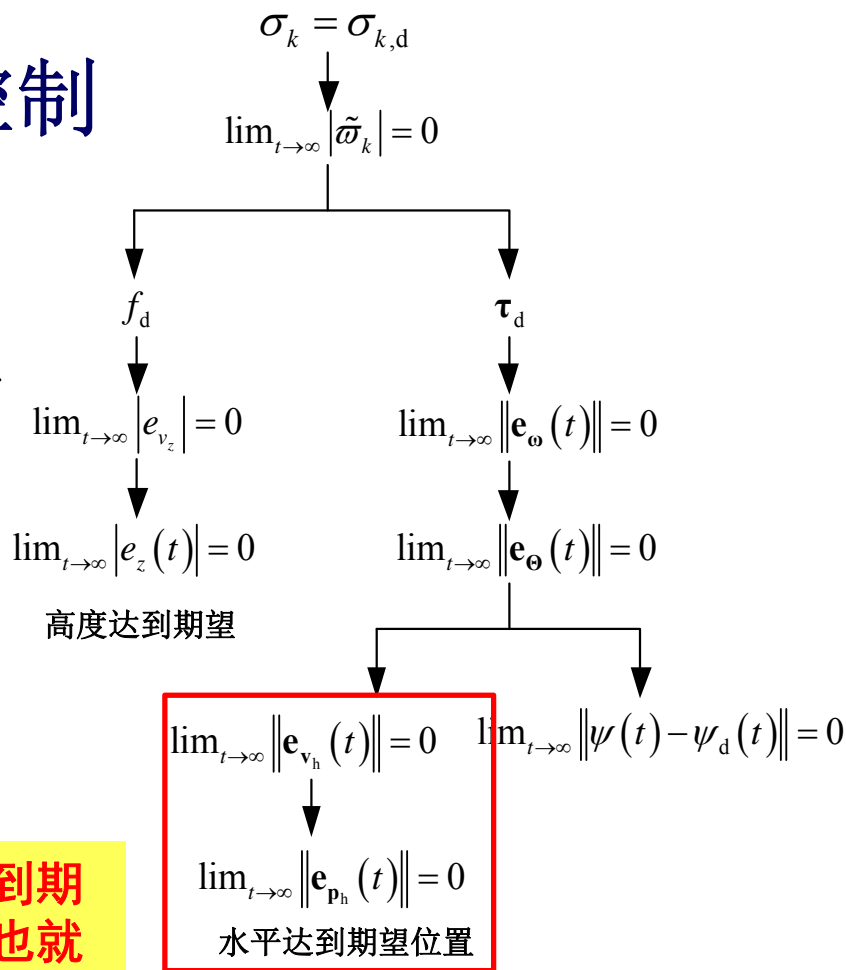 σ_k = σ_{k,d}
控制
lim_{t→∞} |ϖ̃_k| = 0
f_d
τ_d
lim_{t→∞} |e_{v_z}| = 0
lim_{t→∞} ‖e_ω(t)‖ = 0
lim_{t→∞} |e_z(t)| = 0
lim_{t→∞} ‖e_Θ(t)‖ = 0
高度达到期望
lim_{t→∞} ‖e_{v_h}(t)‖ = 0
lim_{t→∞} ‖ψ(t) − ψ_d(t)‖ = 0
lim_{t→∞} ‖e_{p_h}(t)‖ = 0
水平达到期望位置
到期
也就